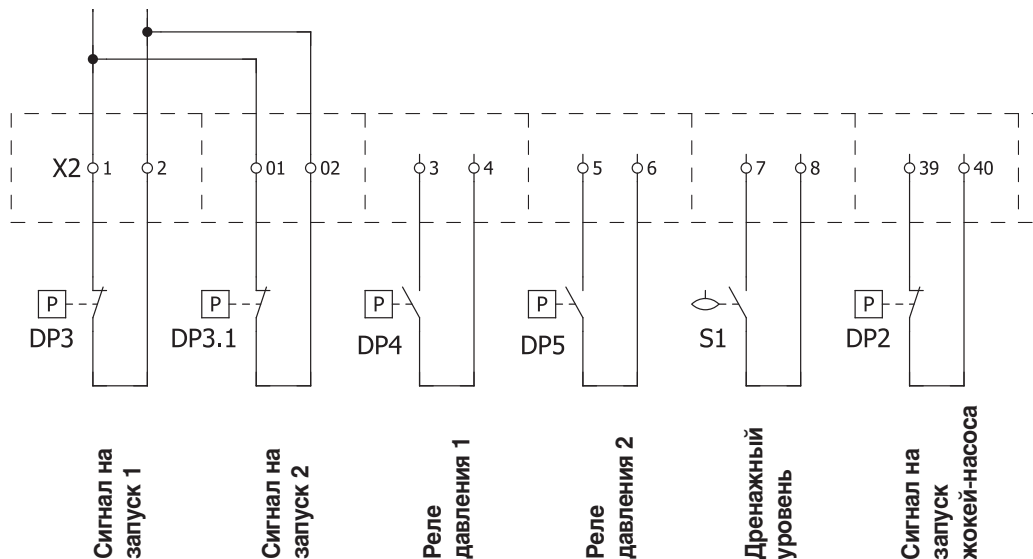 X2 1 2 01 02 3 4 5 6 7 8 39 40
P P P P P
DP3 DP3.1 DP4 DP5 S1 DP2
Сигнал на
запуск 1
Сигнал на
запуск 2
Реле
давления 1
Реле
давления 2
Дренажный
уровень
Сигнал на
запуск
жокей-насоса